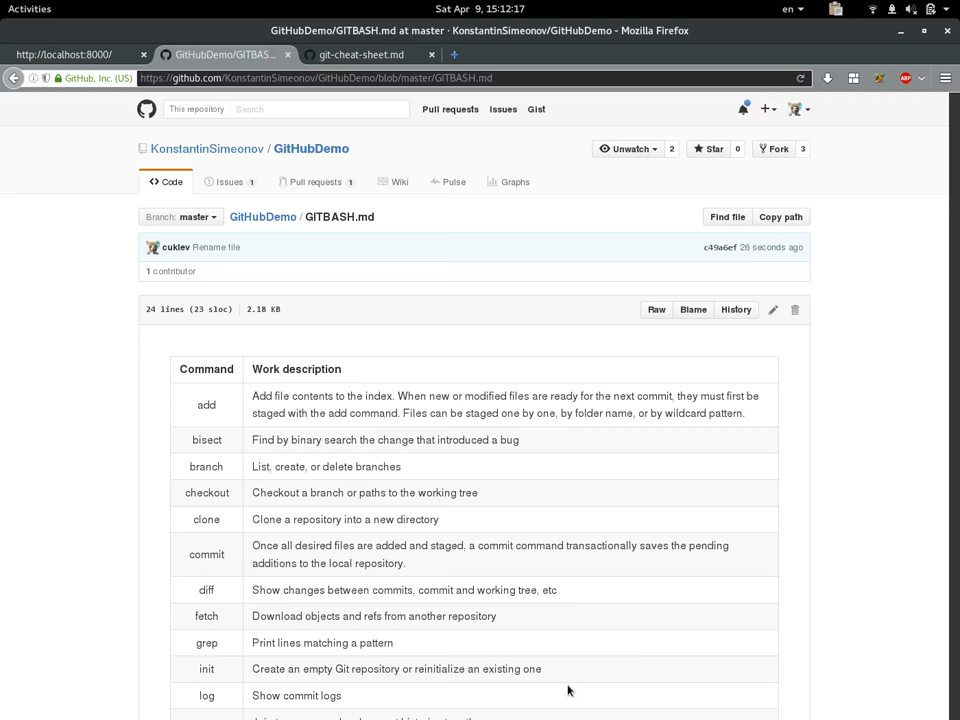 Activities Sat Apr 9, 15:12:17 en
GITBASH.md at master · KonstantinSimeonov/GitHubDemo - Mozilla Firefox
http://localhost:8000/ GitHubDemo/GITBAS... git-cheat-sheet.md
GitHub, Inc. (US) https://github.com/KonstantinSimeonov/GitHubDemo/blob/master/GITBASH.md ABP
This repository Search Pull requests Issues Gist
KonstantinSimeonov / GitHubDemo Unwatch 2 Star 0 Fork 3
Code Issues 1 Pull requests 1 Wiki Pulse Graphs
Branch: master GitHubDemo / GITBASH.md Find file Copy path
cuklev Rename file c49a6ef 26 seconds ago
1 contributor
24 lines (23 sloc) 2.18 KB Raw Blame History
Command Work description
add Add file contents to the index. When new or modified files are ready for the next commit, they must first be
staged with the add command. Files can be staged one by one, by folder name, or by wildcard pattern.
bisect Find by binary search the change that introduced a bug
branch List, create, or delete branches
checkout Checkout a branch or paths to the working tree
clone Clone a repository into a new directory
commit Once all desired files are added and staged, a commit command transactionally saves the pending
additions to the local repository.
diff Show changes between commits, commit and working tree, etc
fetch Download objects and refs from another repository
grep Print lines matching a pattern
init Create an empty Git repository or reinitialize an existing one
log Show commit logs